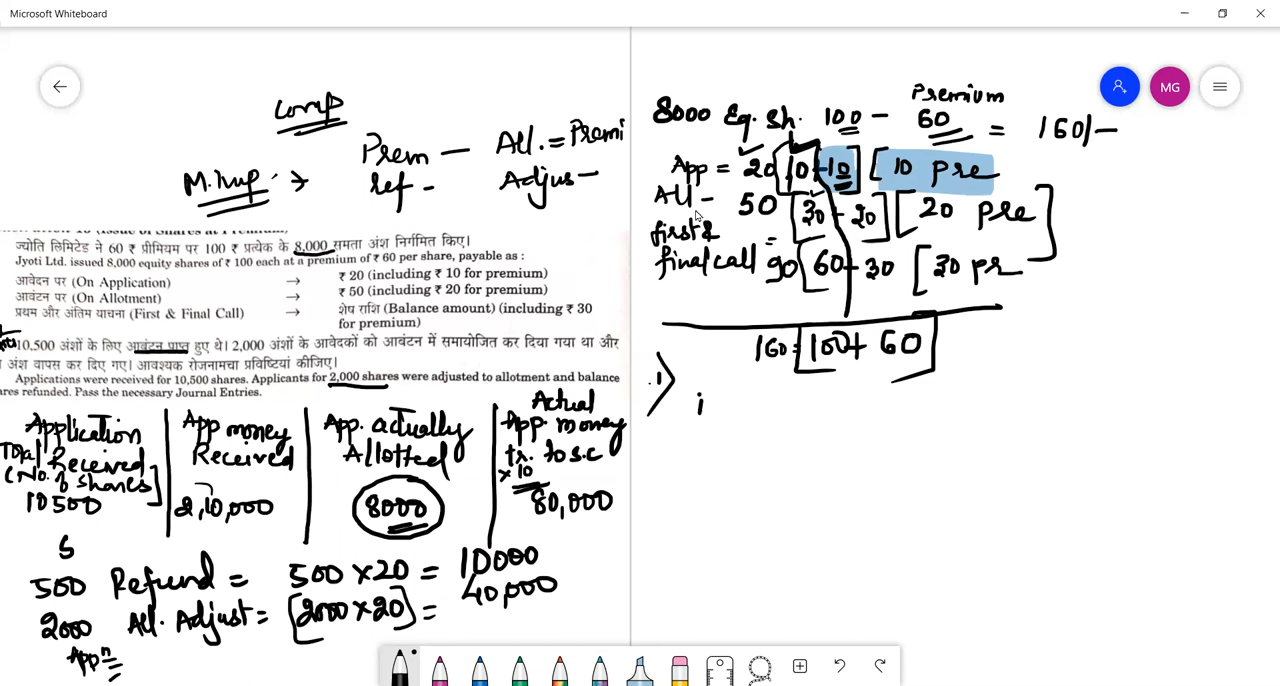 Microsoft Whiteboard
MG
Comp
Prem — All. = Premi
M. Rup. → ref - Adjus —
ज्योति लिमिटेड ने 60 ₹ प्रीमियम पर 100 ₹ प्रत्येक के 8,000 समता अंश निर्गमित किए।
Jyoti Ltd. issued 8,000 equity shares of ₹ 100 each at a premium of ₹ 60 per share, payable as :
आवेदन पर (On Application) → ₹ 20 (including ₹ 10 for premium)
आवंटन पर (On Allotment) → ₹ 50 (including ₹ 20 for premium)
प्रथम और अंतिम याचना (First & Final Call) → शेष राशि (Balance amount) (including ₹ 30
for premium)
10,500 अंशों के लिए आवंटन प्राप्त हुए थे। 2,000 अंशों के आवेदकों को आवंटन में समायोजित कर दिया गया था और
अंश वापस कर दिए गए। आवश्यक रोजनामचा प्रविष्टियां कीजिए।
Applications were received for 10,500 shares. Applicants for 2,000 shares were adjusted to allotment and balance
ares refunded. Pass the necessary Journal Entries.
Application
Total Received
(No. of shares)
10500
App money
Received
2,10,000
App. actually
Allotted
8000
Actual
App. money
tr. to s.c
× 10
80,000
500 Refund = 500 × 20 = 10000
2000 All. Adjust = [2000 × 20] = 40,000
Appⁿ =
8000 Eq. sh. 100 - 60 = 160/-
Premium
App = 20 [10 - 10] [10 pre
All - 50 [30 - 20] [20 pre]
first &
final call = 90 [60 + 30 [30 pr
160 = 100 + 60
1)
i